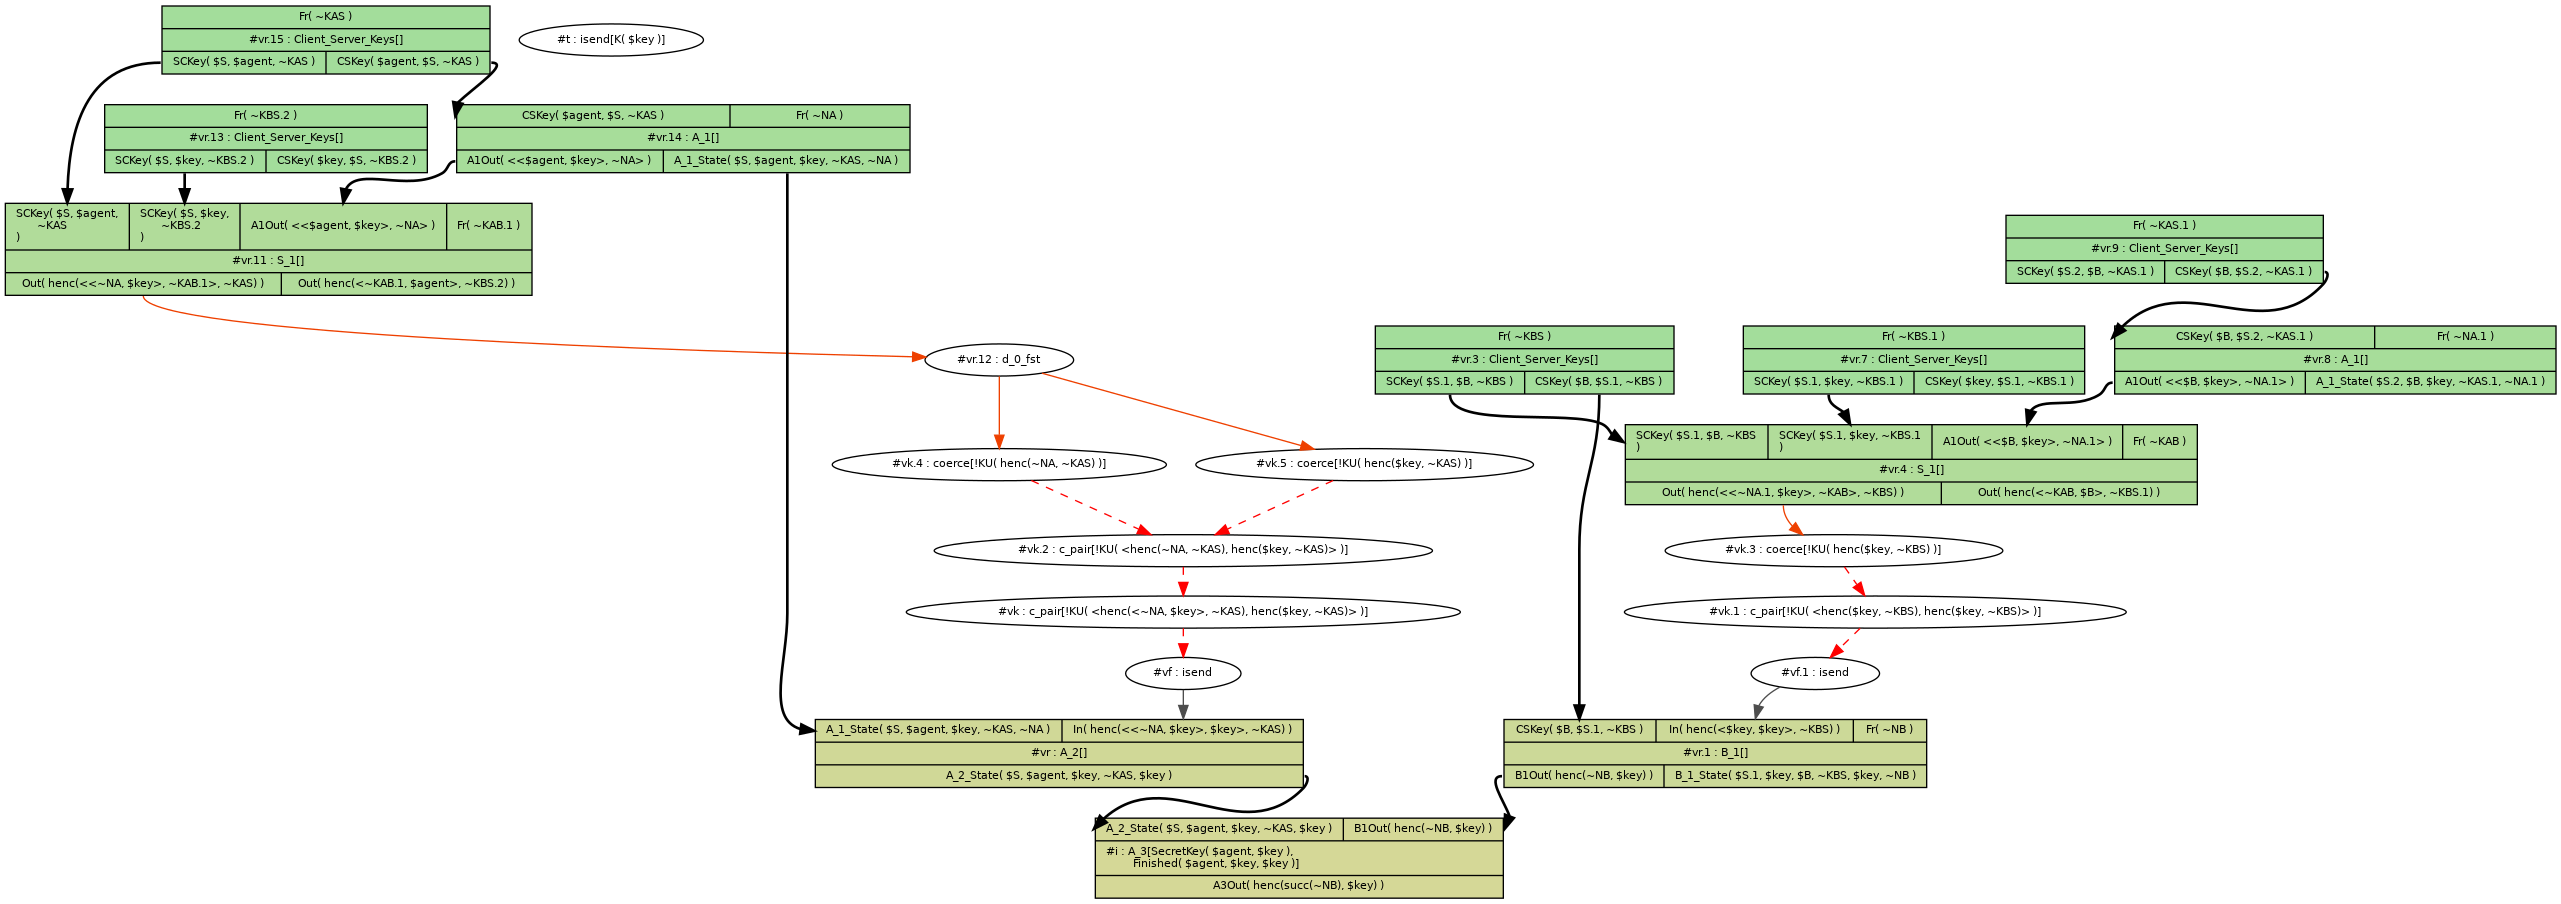 Fr( ~KAS )
#vr.15 : Client_Server_Keys[]
SCKey( $S, $agent, ~KAS )
CSKey( $agent, $S, ~KAS )
#t : isend[K( $key )]
Fr( ~KBS.2 )
#vr.13 : Client_Server_Keys[]
SCKey( $S, $key, ~KBS.2 )
CSKey( $key, $S, ~KBS.2 )
CSKey( $agent, $S, ~KAS )
Fr( ~NA )
#vr.14 : A_1[]
A1Out( <<$agent, $key>, ~NA> )
A_1_State( $S, $agent, $key, ~KAS, ~NA )
SCKey( $S, $agent,
~KAS
)
SCKey( $S, $key,
~KBS.2
)
A1Out( <<$agent, $key>, ~NA> )
Fr( ~KAB.1 )
#vr.11 : S_1[]
Out( henc(<<~NA, $key>, ~KAB.1>, ~KAS) )
Out( henc(<~KAB.1, $agent>, ~KBS.2) )
Fr( ~KAS.1 )
#vr.9 : Client_Server_Keys[]
SCKey( $S.2, $B, ~KAS.1 )
CSKey( $B, $S.2, ~KAS.1 )
#vr.12 : d_0_fst
Fr( ~KBS )
#vr.3 : Client_Server_Keys[]
SCKey( $S.1, $B, ~KBS )
CSKey( $B, $S.1, ~KBS )
Fr( ~KBS.1 )
#vr.7 : Client_Server_Keys[]
SCKey( $S.1, $key, ~KBS.1 )
CSKey( $key, $S.1, ~KBS.1 )
CSKey( $B, $S.2, ~KAS.1 )
Fr( ~NA.1 )
#vr.8 : A_1[]
A1Out( <<$B, $key>, ~NA.1> )
A_1_State( $S.2, $B, $key, ~KAS.1, ~NA.1 )
#vk.4 : coerce[!KU( henc(~NA, ~KAS) )]
#vk.5 : coerce[!KU( henc($key, ~KAS) )]
SCKey( $S.1, $B, ~KBS
)
SCKey( $S.1, $key, ~KBS.1
)
A1Out( <<$B, $key>, ~NA.1> )
Fr( ~KAB )
#vr.4 : S_1[]
Out( henc(<<~NA.1, $key>, ~KAB>, ~KBS) )
Out( henc(<~KAB, $B>, ~KBS.1) )
#vk.2 : c_pair[!KU( <henc(~NA, ~KAS), henc($key, ~KAS)> )]
#vk.3 : coerce[!KU( henc($key, ~KBS) )]
#vk : c_pair[!KU( <henc(<~NA, $key>, ~KAS), henc($key, ~KAS)> )]
#vk.1 : c_pair[!KU( <henc($key, ~KBS), henc($key, ~KBS)> )]
#vf : isend
#vf.1 : isend
A_1_State( $S, $agent, $key, ~KAS, ~NA )
In( henc(<<~NA, $key>, $key>, ~KAS) )
#vr : A_2[]
A_2_State( $S, $agent, $key, ~KAS, $key )
CSKey( $B, $S.1, ~KBS )
In( henc(<$key, $key>, ~KBS) )
Fr( ~NB )
#vr.1 : B_1[]
B1Out( henc(~NB, $key) )
B_1_State( $S.1, $key, $B, ~KBS, $key, ~NB )
A_2_State( $S, $agent, $key, ~KAS, $key )
B1Out( henc(~NB, $key) )
#i : A_3[SecretKey( $agent, $key ),
Finished( $agent, $key, $key )]
A3Out( henc(succ(~NB), $key) )